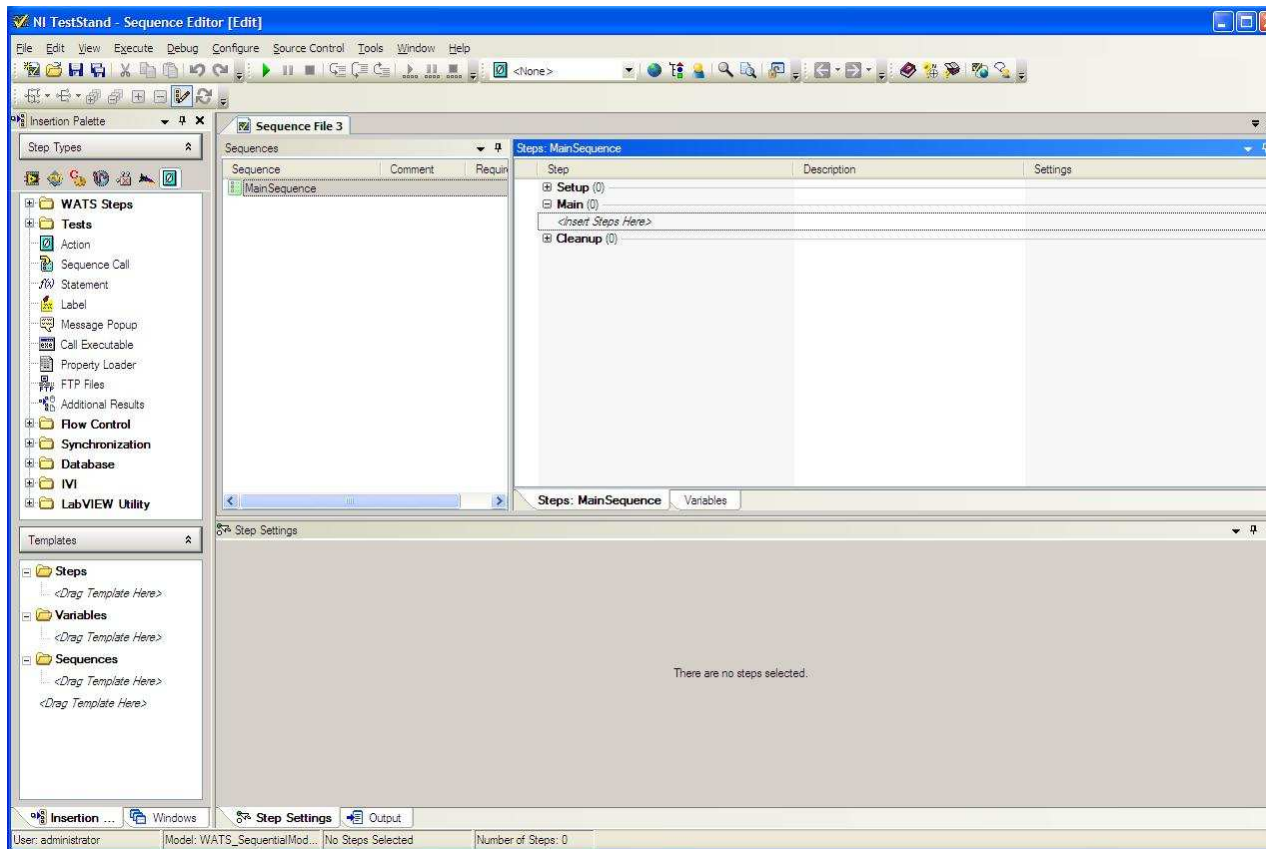 NI TestStand - Sequence Editor [Edit]
File Edit View Execute Debug Configure Source Control Tools Window Help
<None>
Insertion Palette
Step Types
WATS Steps
Tests
Action
Sequence Call
f(x) Statement
Label
Message Popup
exe Call Executable
Property Loader
FTP Files
Additional Results
Flow Control
Synchronization
Database
IVI
LabVIEW Utility
Templates
Steps
<Drag Template Here>
Variables
<Drag Template Here>
Sequences
<Drag Template Here>
<Drag Template Here>
Insertion ... Windows
Sequence File 3
Sequences
Sequence Comment Requir
MainSequence
Steps: MainSequence
Step Description Settings
Setup (0)
Main (0)
<Insert Steps Here>
Cleanup (0)
Steps: MainSequence Variables
Step Settings
There are no steps selected.
Step Settings Output
User: administrator Model: WATS_SequentialMod... No Steps Selected Number of Steps: 0